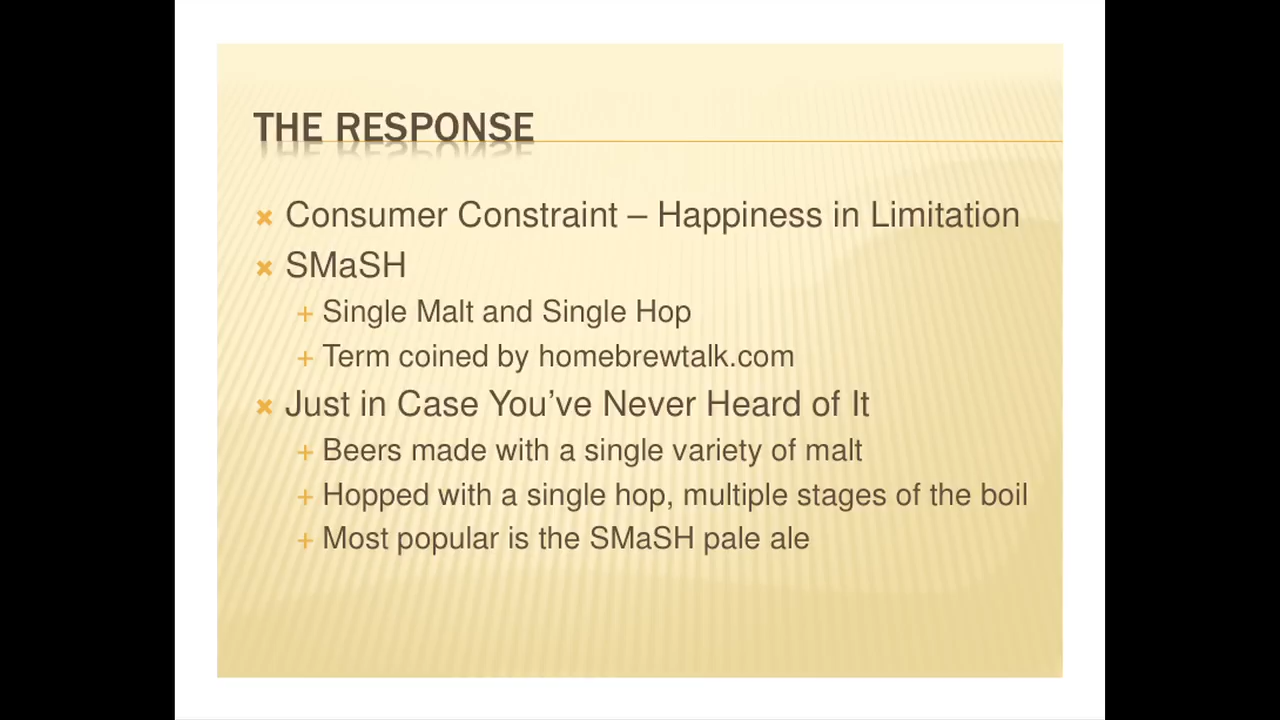 THE RESPONSE
Consumer Constraint – Happiness in Limitation
SMaSH
Single Malt and Single Hop
Term coined by homebrewtalk.com
Just in Case You’ve Never Heard of It
Beers made with a single variety of malt
Hopped with a single hop, multiple stages of the boil
Most popular is the SMaSH pale ale